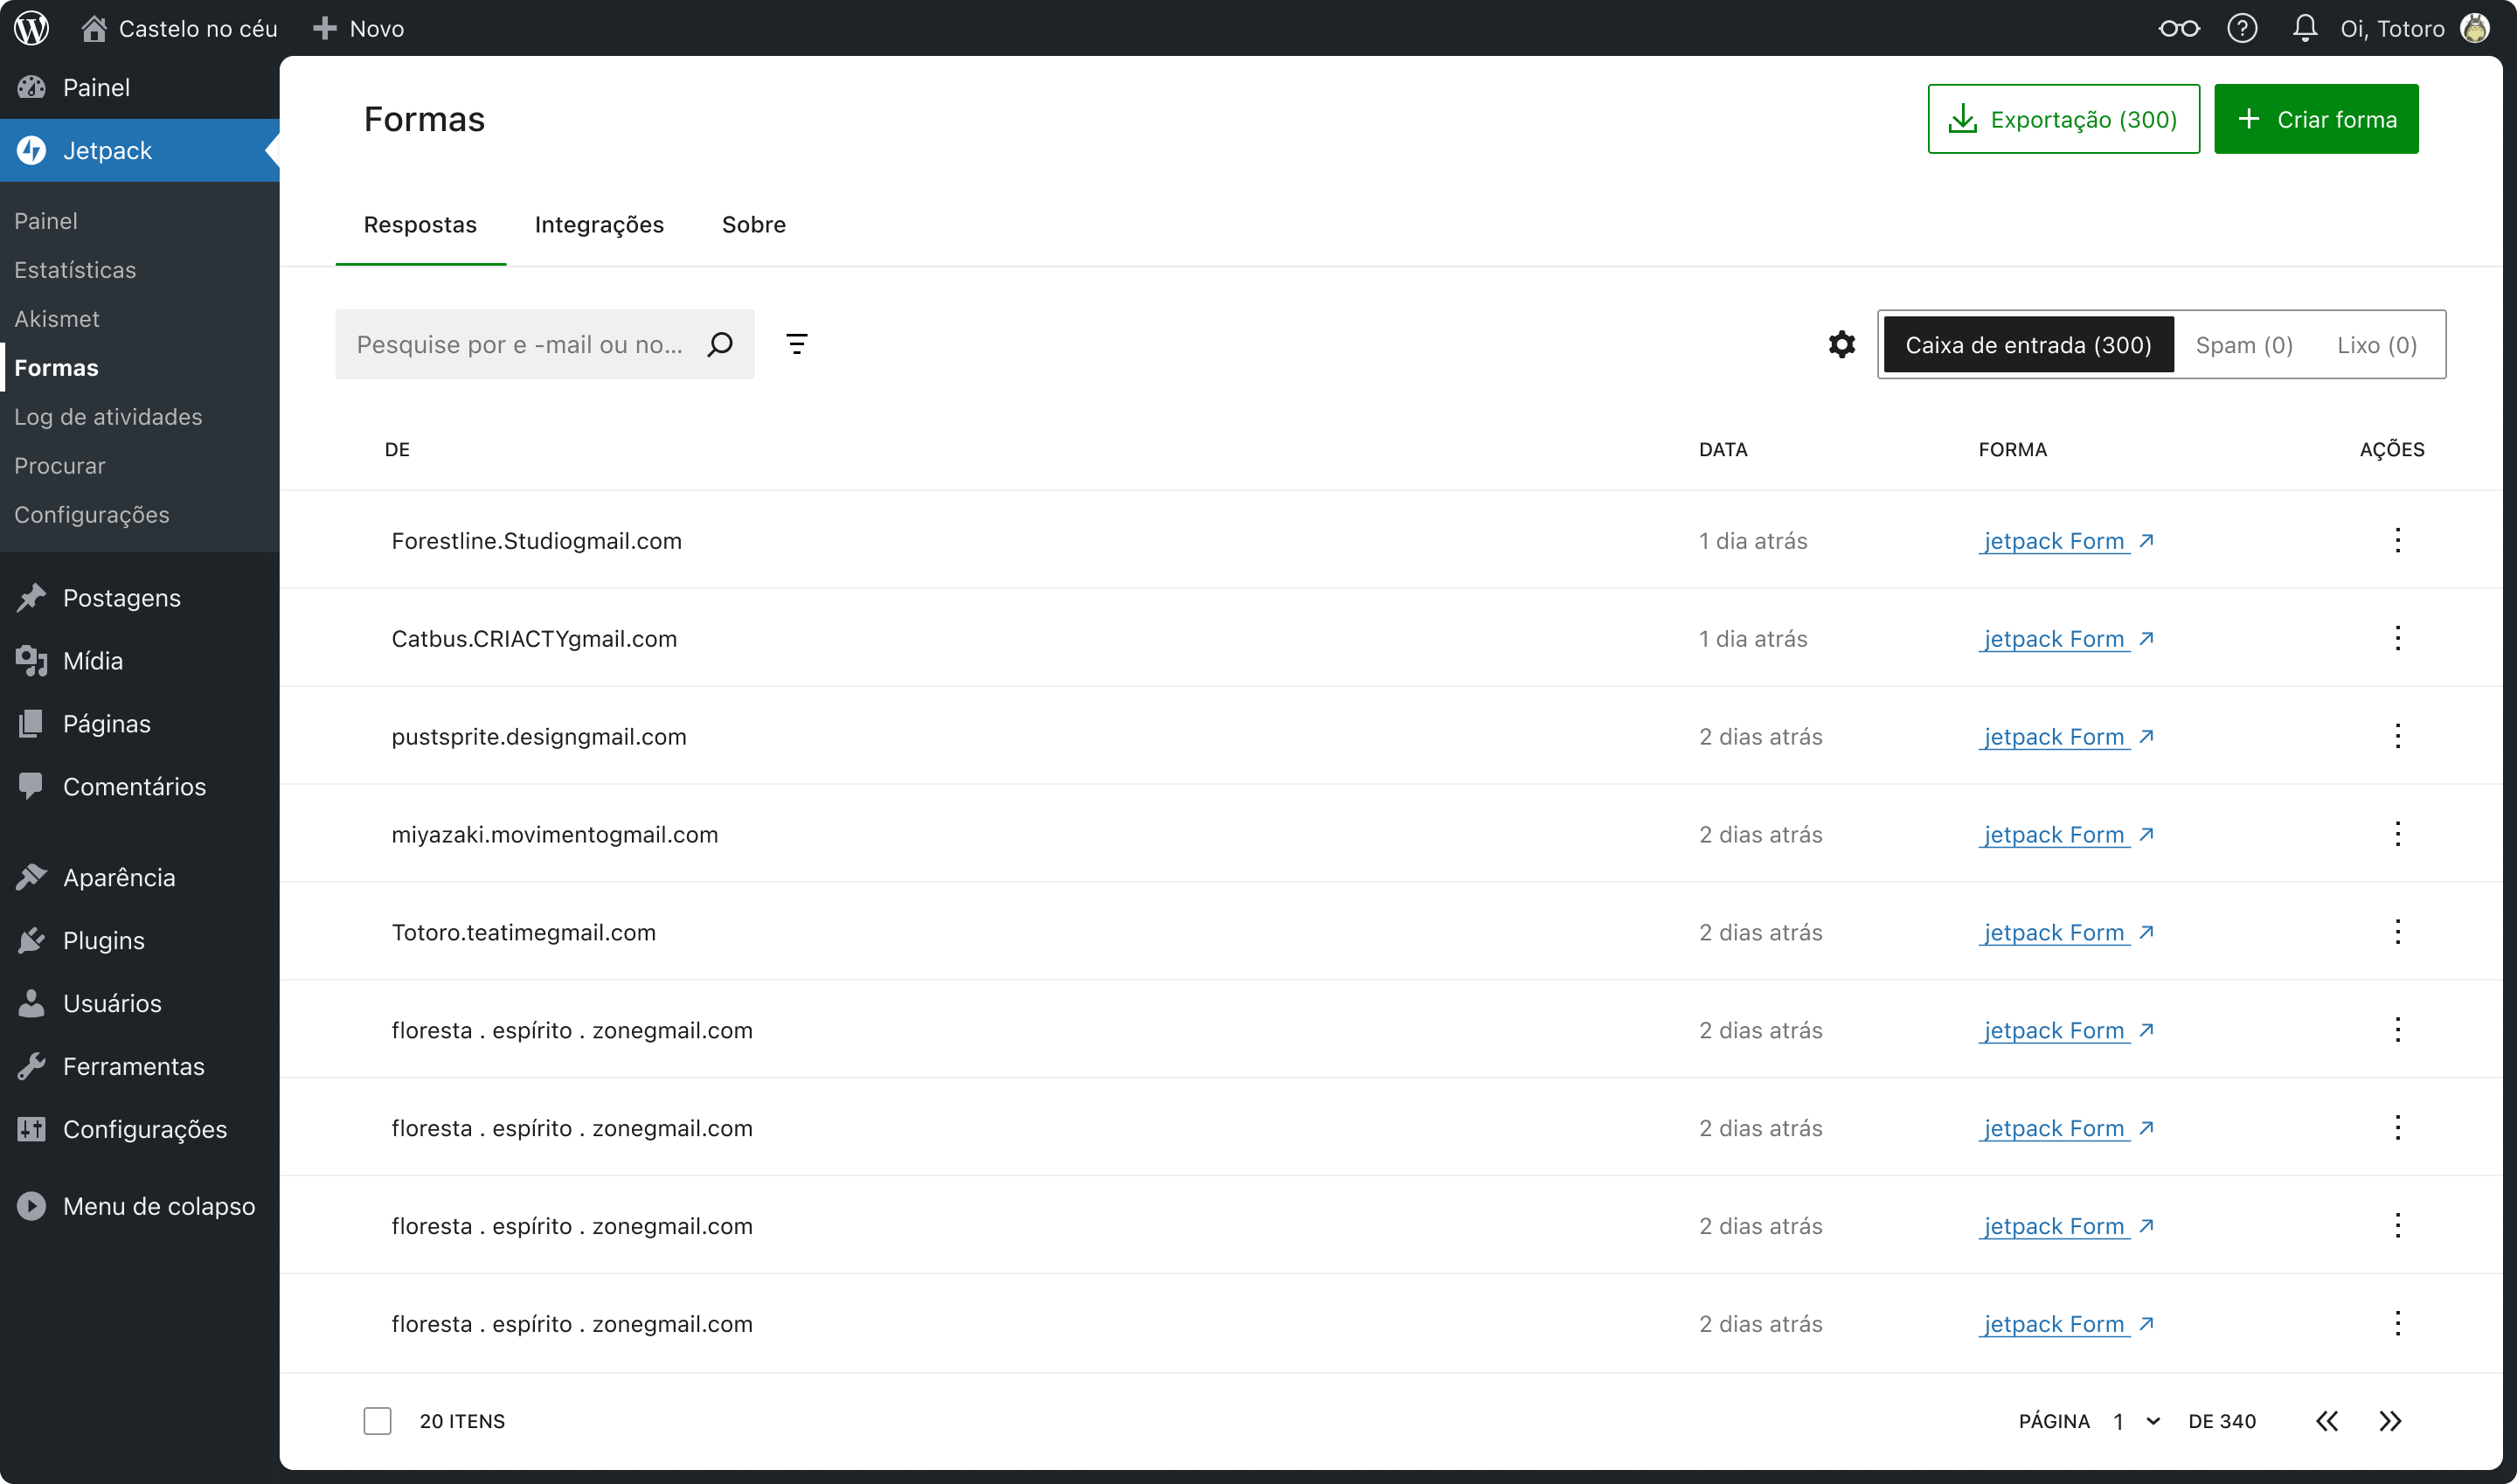 Castelo no céu
Novo
Oi, Totoro
Painel
Jetpack
Painel
Estatísticas
Akismet
Formas
Log de atividades
Procurar
Configurações
Postagens
Mídia
Páginas
Comentários
Aparência
Plugins
Usuários
Ferramentas
Configurações
Menu de colapso
Formas
Exportação (300)
Criar forma
Respostas Integrações Sobre
Pesquise por e -mail ou no...
Caixa de entrada (300) Spam (0) Lixo (0)
DE DATA FORMA AÇÕES
Forestline.Studiogmail.com 1 dia atrás jetpack Form
Catbus.CRIACTYgmail.com 1 dia atrás jetpack Form
pustsprite.designgmail.com 2 dias atrás jetpack Form
miyazaki.movimentogmail.com 2 dias atrás jetpack Form
Totoro.teatimegmail.com 2 dias atrás jetpack Form
floresta . espírito . zonegmail.com 2 dias atrás jetpack Form
floresta . espírito . zonegmail.com 2 dias atrás jetpack Form
floresta . espírito . zonegmail.com 2 dias atrás jetpack Form
floresta . espírito . zonegmail.com 2 dias atrás jetpack Form
20 ITENS PÁGINA 1 DE 340